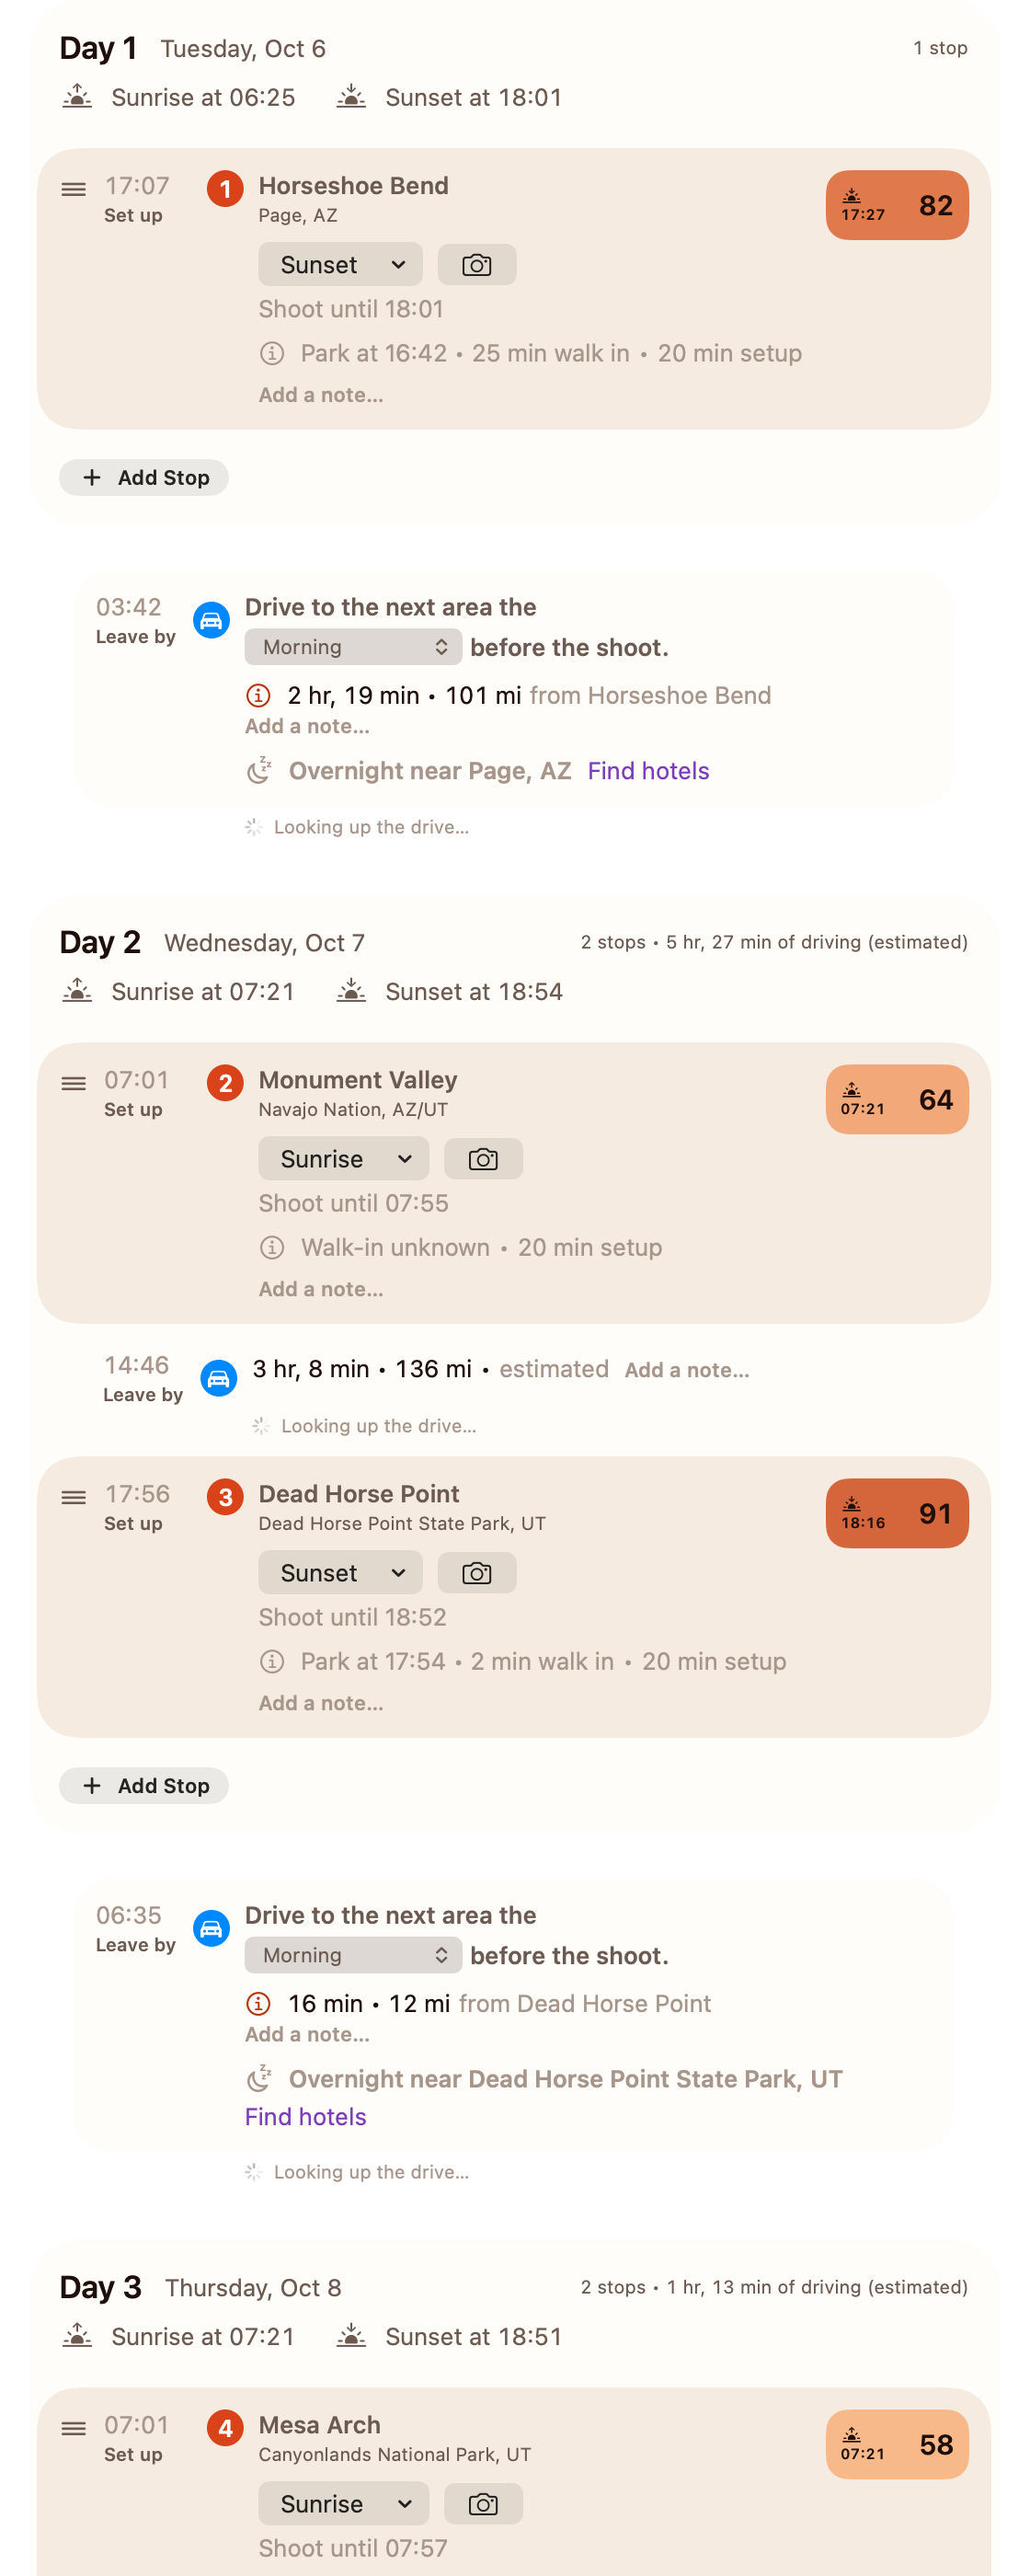 Day 1 Tuesday, Oct 6 1 stop
Sunrise at 06:25 Sunset at 18:01
17:07 1 Horseshoe Bend 17:27 82
Set up Page, AZ
Sunset
Shoot until 18:01
Park at 16:42 • 25 min walk in • 20 min setup
Add a note...
+ Add Stop
03:42 Drive to the next area the
Leave by Morning before the shoot.
2 hr, 19 min • 101 mi from Horseshoe Bend
Add a note...
Overnight near Page, AZ Find hotels
Looking up the drive...
Day 2 Wednesday, Oct 7 2 stops • 5 hr, 27 min of driving (estimated)
Sunrise at 07:21 Sunset at 18:54
07:01 2 Monument Valley 07:21 64
Set up Navajo Nation, AZ/UT
Sunrise
Shoot until 07:55
Walk-in unknown • 20 min setup
Add a note...
14:46 3 hr, 8 min • 136 mi • estimated Add a note...
Leave by
Looking up the drive...
17:56 3 Dead Horse Point 18:16 91
Set up Dead Horse Point State Park, UT
Sunset
Shoot until 18:52
Park at 17:54 • 2 min walk in • 20 min setup
Add a note...
+ Add Stop
06:35 Drive to the next area the
Leave by Morning before the shoot.
16 min • 12 mi from Dead Horse Point
Add a note...
Overnight near Dead Horse Point State Park, UT
Find hotels
Looking up the drive...
Day 3 Thursday, Oct 8 2 stops • 1 hr, 13 min of driving (estimated)
Sunrise at 07:21 Sunset at 18:51
07:01 4 Mesa Arch 07:21 58
Set up Canyonlands National Park, UT
Sunrise
Shoot until 07:57